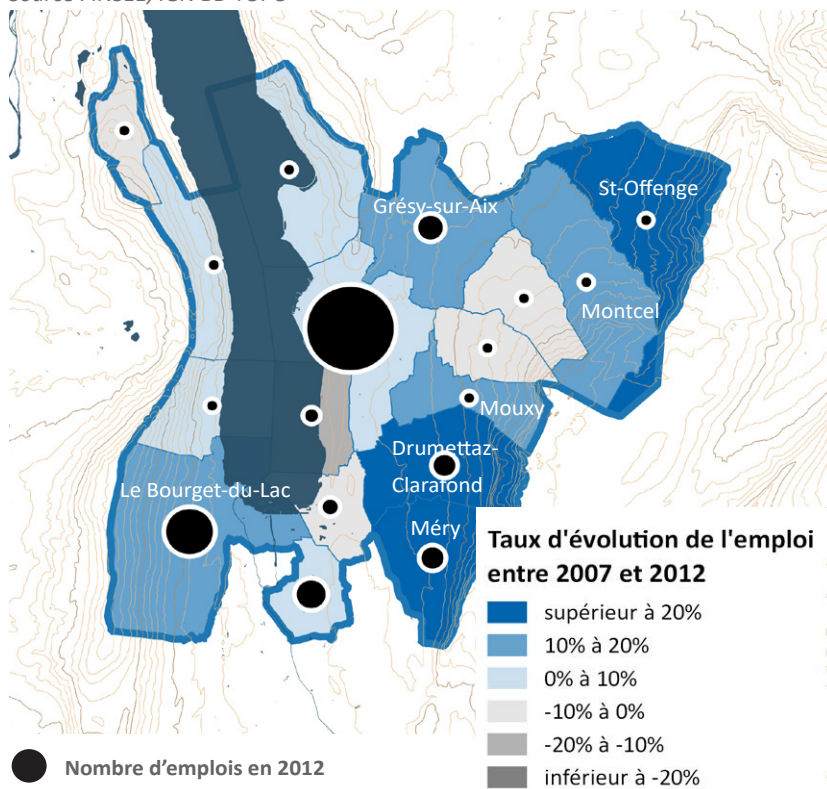 St-Offenge
Grésy-sur-Aix
Montcel
Mouxy
Drumettaz-
Clarafond
Le Bourget-du-Lac
Méry
Taux d'évolution de l'emploi
entre 2007 et 2012
supérieur à 20%
10% à 20%
0% à 10%
-10% à 0%
-20% à -10%
inférieur à -20%
Nombre d'emplois en 2012